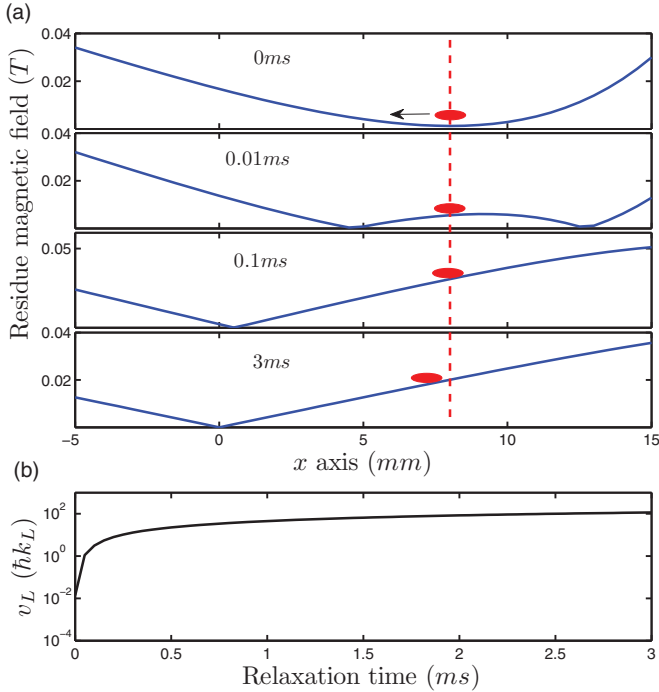 (a)
Residue magnetic field (T)
0.04
0.02
0ms
0.04
0.02
0.01ms
0.05
0.1ms
0.04
0.02
3ms
−5 0 5 10 15
x axis (mm)
(b)
v_L (ℏk_L)
10^2
10^0
10^−2
10^−4
0 0.5 1 1.5 2 2.5 3
Relaxation time (ms)